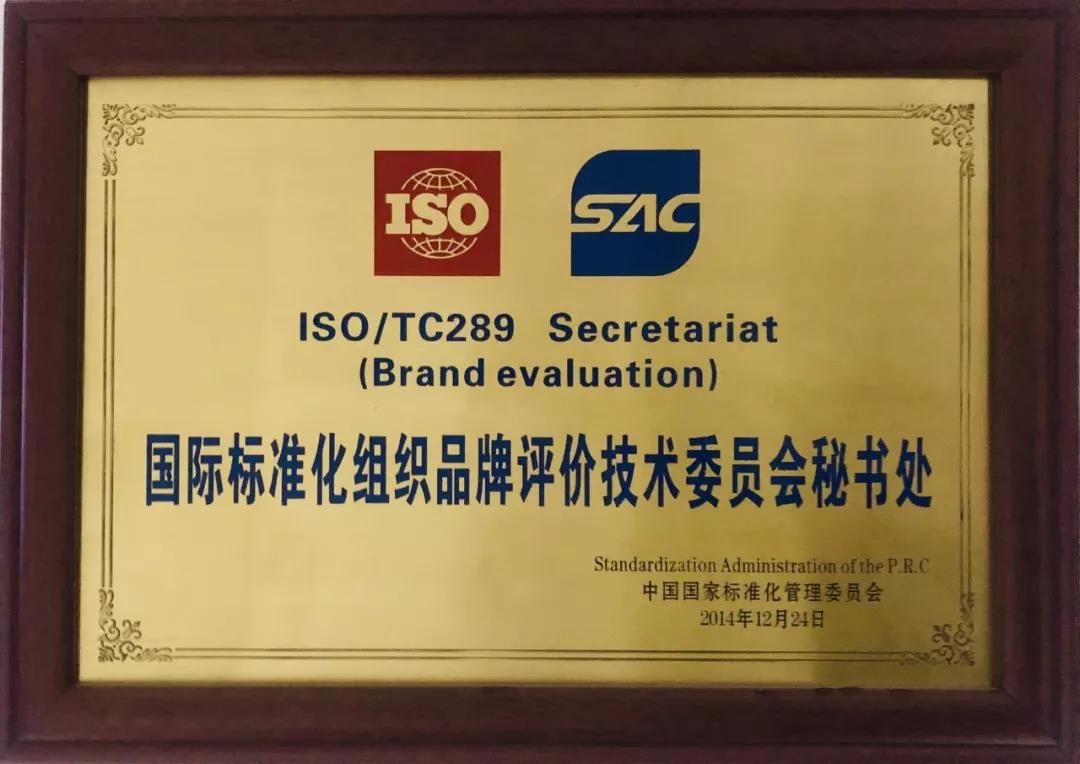 ISO SAC
ISO/TC289 Secretariat
(Brand evaluation)
国际标准化组织品牌评价技术委员会秘书处
Standardization Administration of the P.R.C
中国国家标准化管理委员会
2014年12月24日